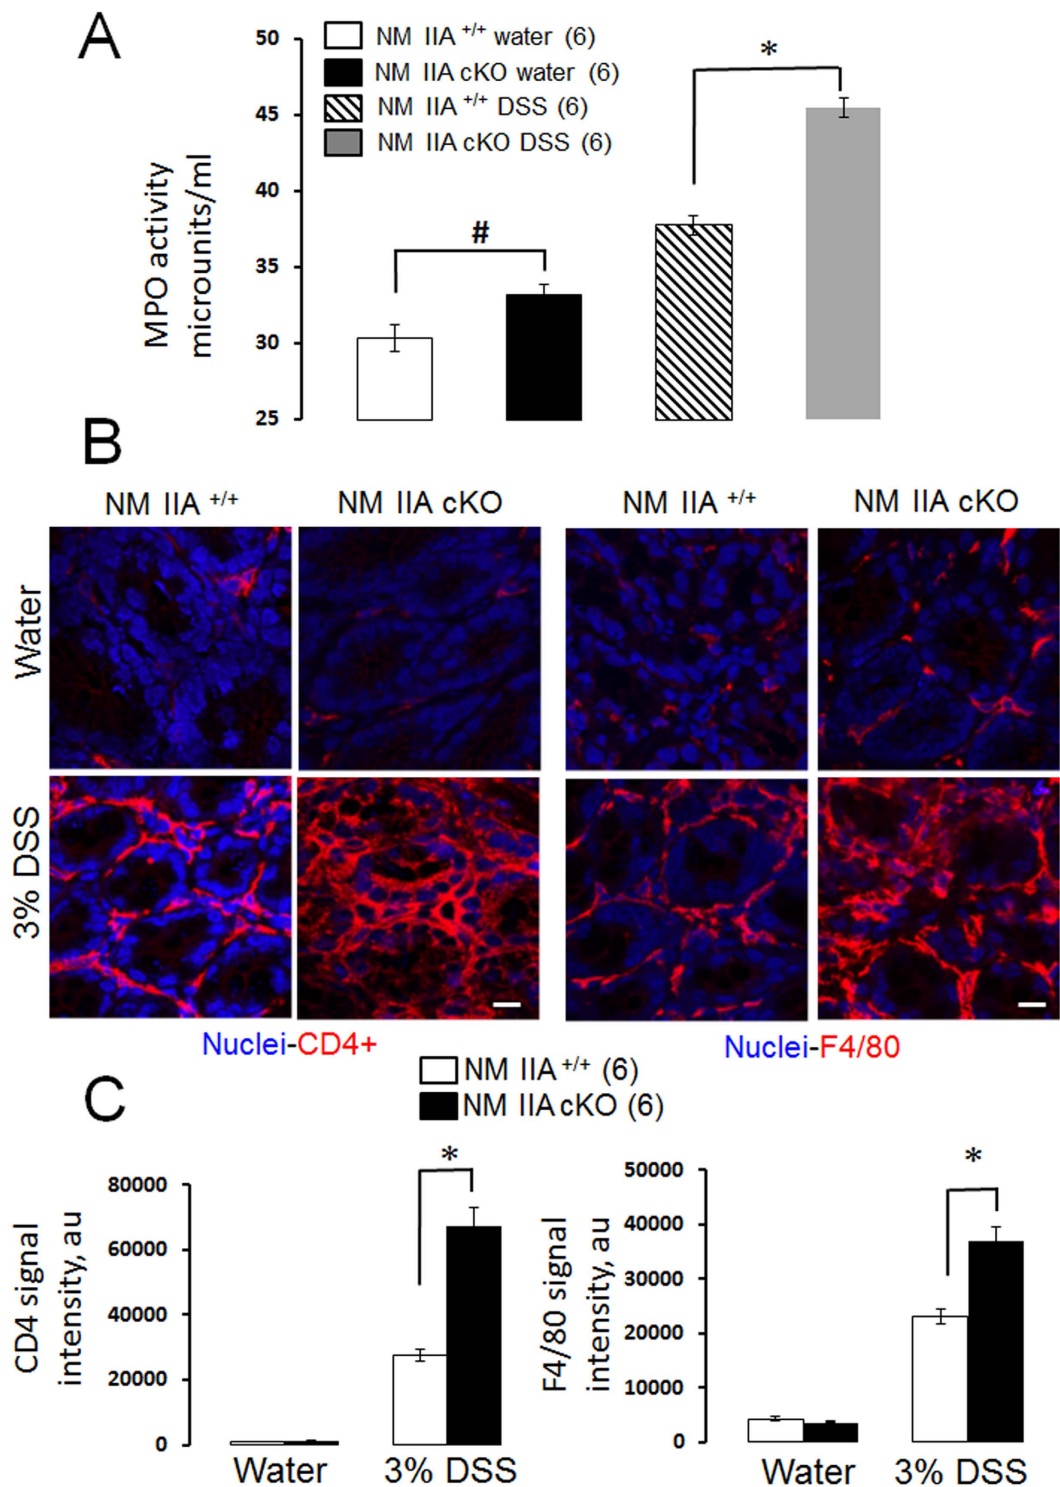 A
NM IIA +/+ water (6)
NM IIA cKO water (6)
NM IIA +/+ DSS (6)
NM IIA cKO DSS (6)
MPO activity
microunits/ml
50
45
40
35
30
25
#
*
B
NM IIA +/+
NM IIA cKO
NM IIA +/+
NM IIA cKO
Water
3% DSS
Nuclei-CD4+
Nuclei-F4/80
C
NM IIA +/+ (6)
NM IIA cKO (6)
CD4 signal
intensity, au
80000
60000
40000
20000
0
*
Water
3% DSS
F4/80 signal
intensity, au
50000
40000
30000
20000
10000
0
*
Water
3% DSS